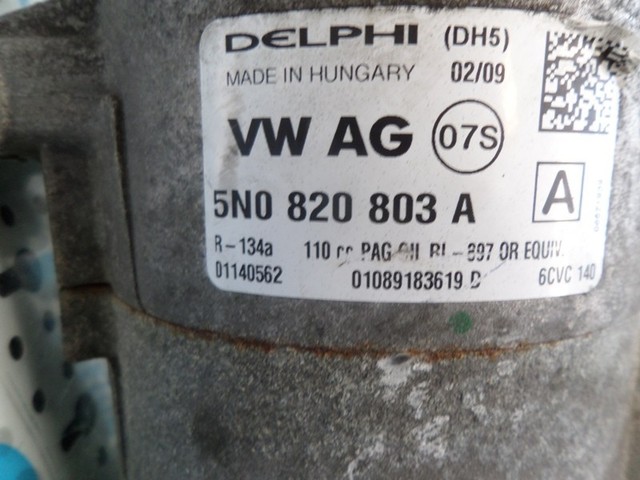 DELPHI (DH5)
MADE IN HUNGARY 02/09
VW AG 07S
5N0 820 803 A A
R-134a 110 cc PAG OIL RL-897 OR EQUIV.
01140562 01089183619 D 6CVC 140